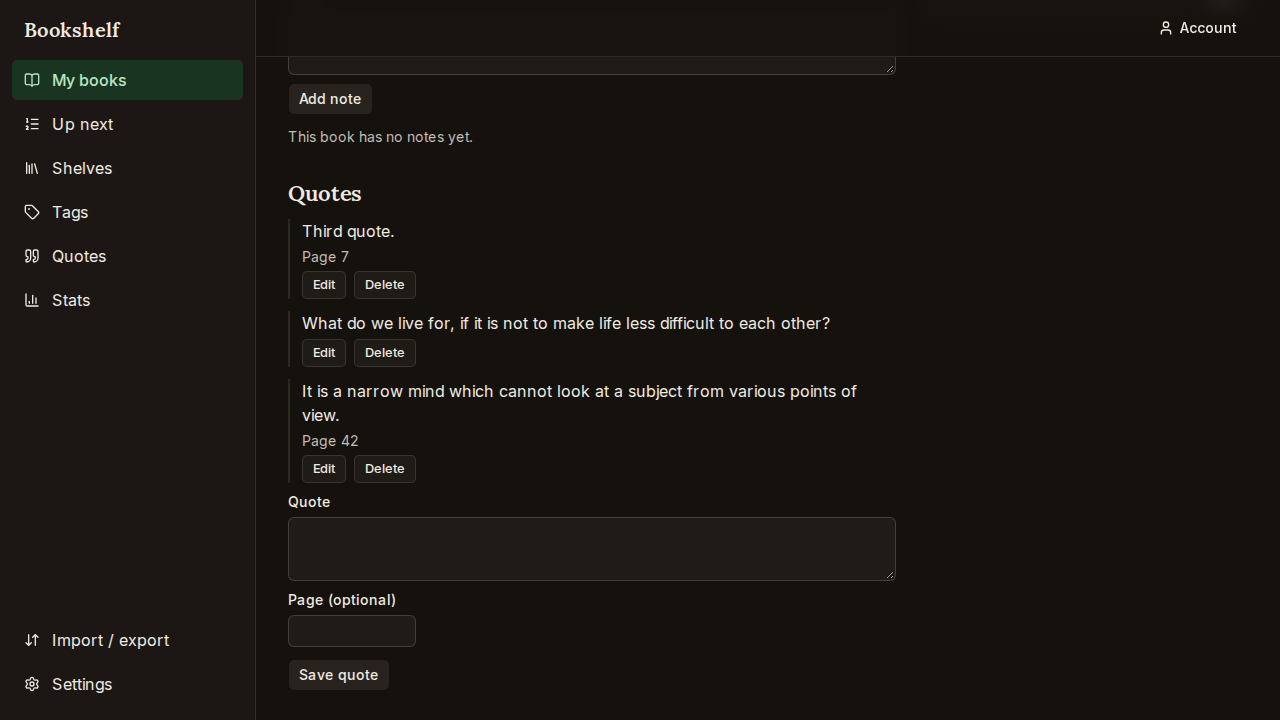 Bookshelf
My books
Up next
Shelves
Tags
Quotes
Stats
Import / export
Settings
Account
Add note
This book has no notes yet.
Quotes
Third quote.
Page 7
Edit Delete
What do we live for, if it is not to make life less difficult to each other?
Edit Delete
It is a narrow mind which cannot look at a subject from various points of
view.
Page 42
Edit Delete
Quote
Page (optional)
Save quote